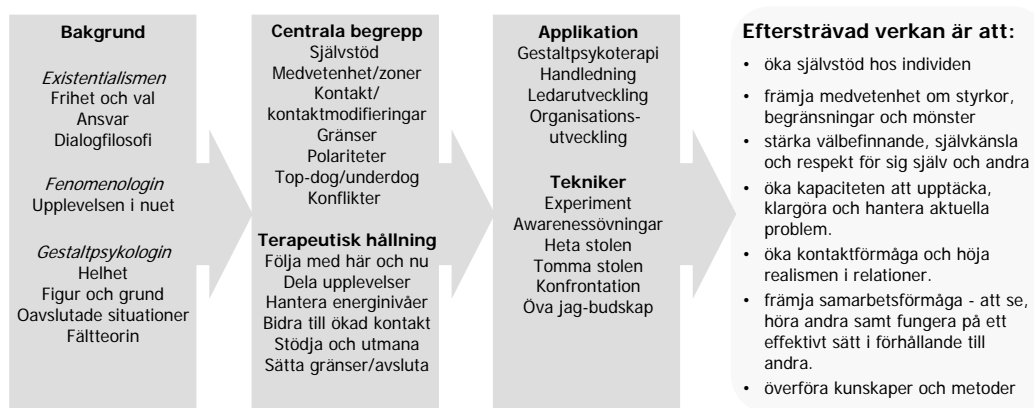 Bakgrund
Existentialismen
Frihet och val
Ansvar
Dialogfilosofi
Fenomenologin
Upplevelsen i nuet
Gestaltpsykologin
Helhet
Figur och grund
Oavslutade situationer
Fältteorin
Centrala begrepp
Självstöd
Medvetenhet/zoner
Kontakt/
kontaktmodifieringar
Gränser
Polariteter
Top-dog/underdog
Konflikter
Terapeutisk hållning
Följa med här och nu
Dela upplevelser
Hantera energinivåer
Bidra till ökad kontakt
Stödja och utmana
Sätta gränser/avsluta
Applikation
Gestaltpsykoterapi
Handledning
Ledarutveckling
Organisations-
utveckling
Tekniker
Experiment
Awarenessövningar
Heta stolen
Tomma stolen
Konfrontation
Öva jag-budskap
Eftersträvad verkan är att:
• öka självstöd hos individen
• främja medvetenhet om styrkor,
begränsningar och mönster
• stärka välbefinnande, självkänsla
och respekt för sig själv och andra
• öka kapaciteten att upptäcka,
klargöra och hantera aktuella
problem.
• öka kontaktförmåga och höja
realismen i relationer.
• främja samarbetsförmåga - att se,
höra andra samt fungera på ett
effektivt sätt i förhållande till
andra.
• överföra kunskaper och metoder